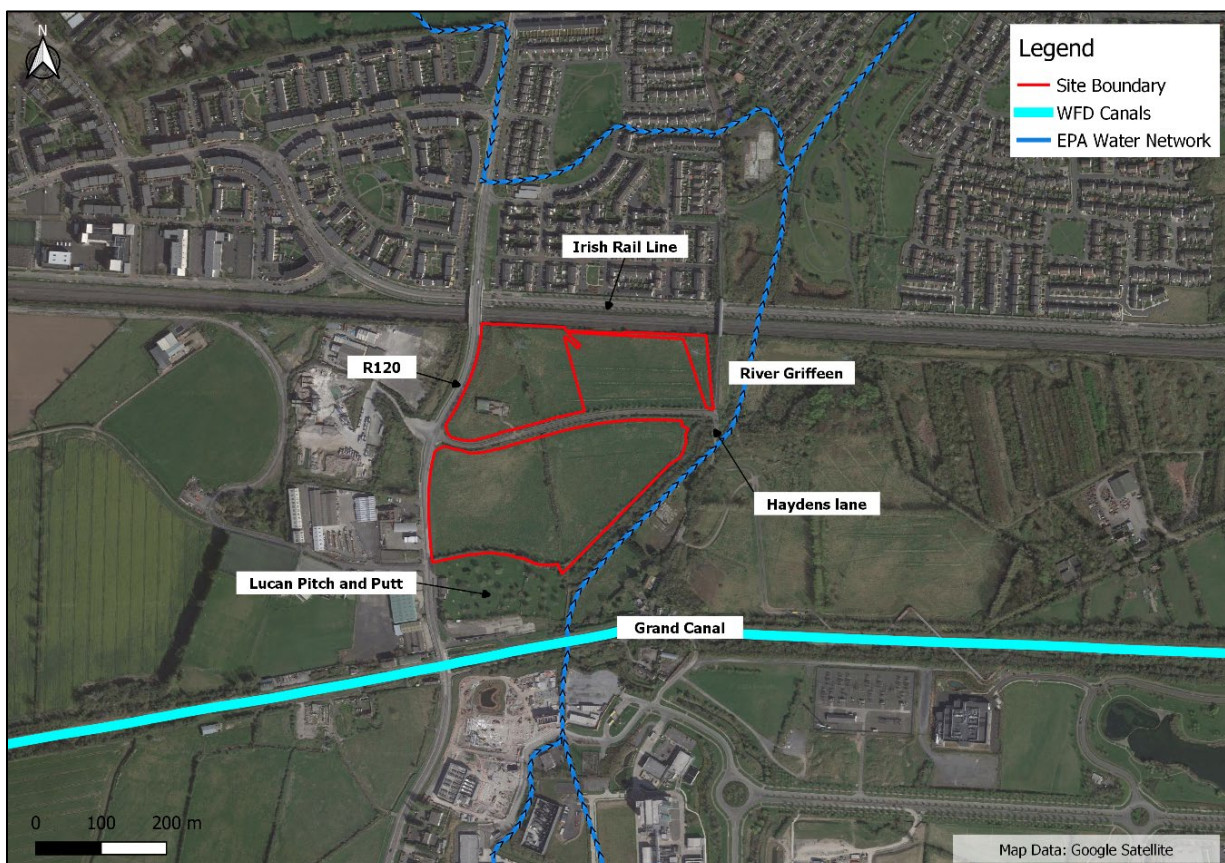 N
Legend
Site Boundary
WFD Canals
EPA Water Network
Irish Rail Line
R120
River Griffeen
Haydens lane
Lucan Pitch and Putt
Grand Canal
0 100 200 m
Map Data: Google Satellite